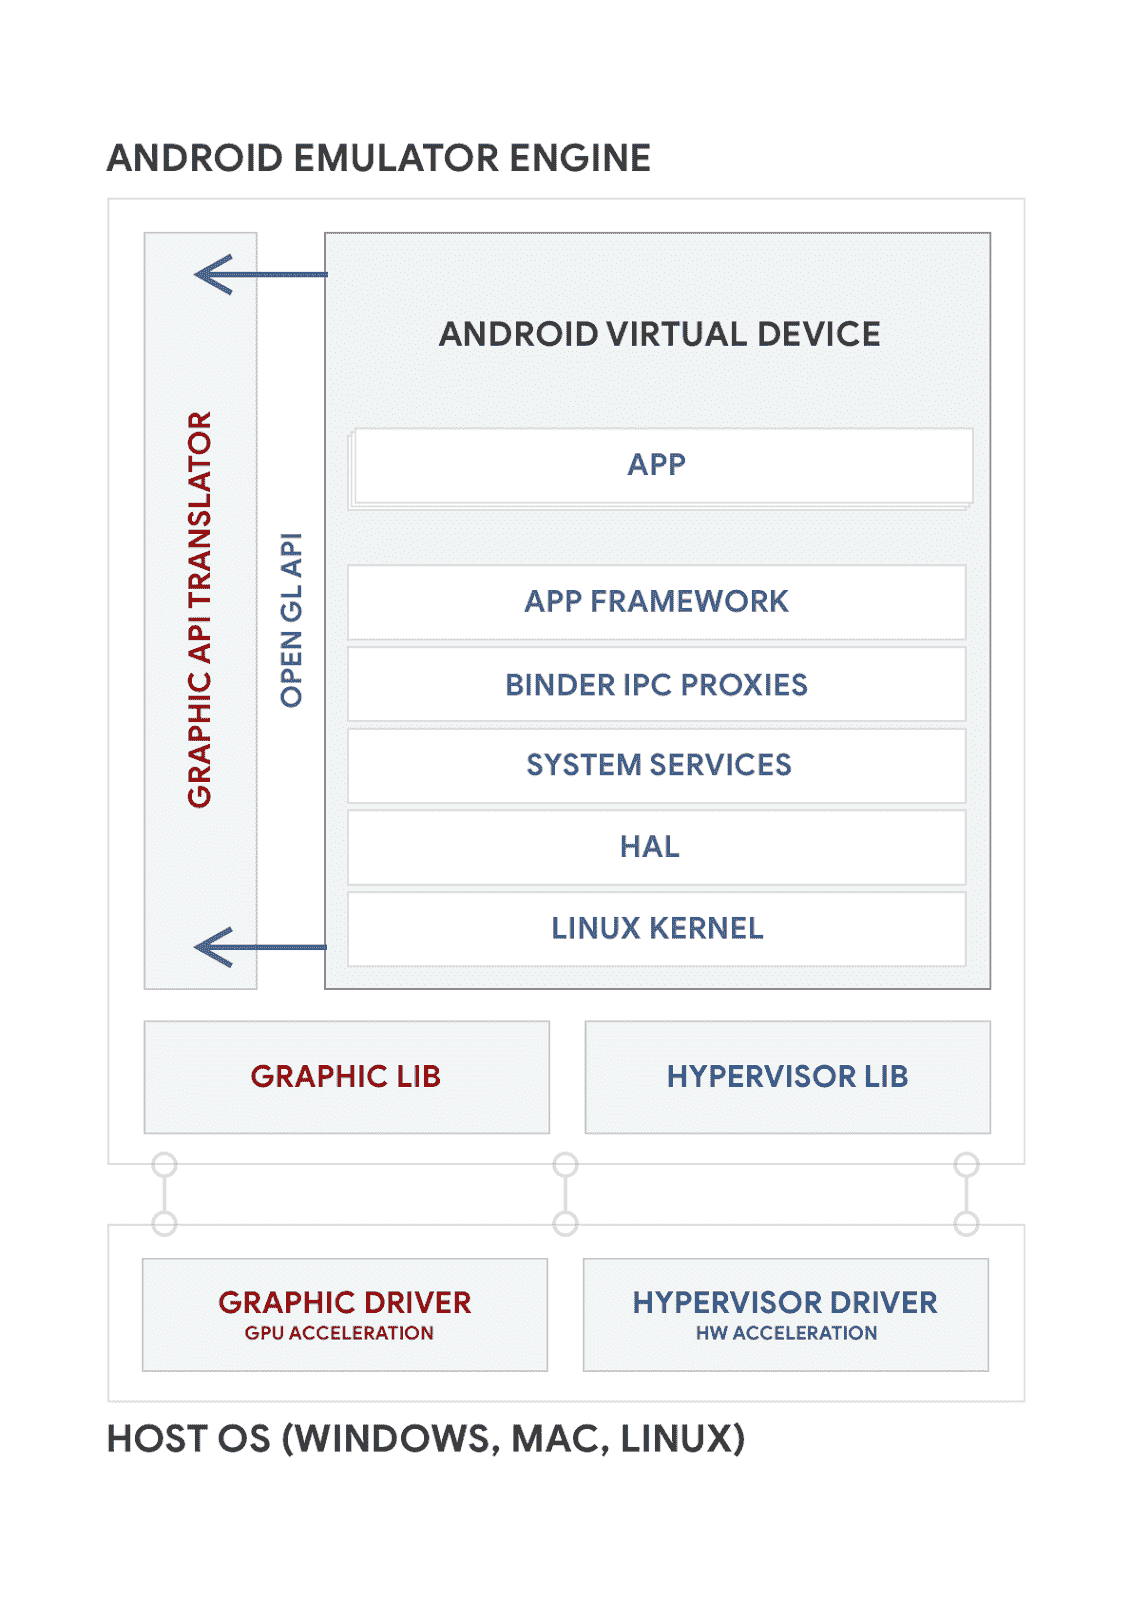 ANDROID EMULATOR ENGINE
ANDROID VIRTUAL DEVICE
GRAPHIC API TRANSLATOR
OPEN GL API
APP
APP FRAMEWORK
BINDER IPC PROXIES
SYSTEM SERVICES
HAL
LINUX KERNEL
GRAPHIC LIB
HYPERVISOR LIB
GRAPHIC DRIVER
GPU ACCELERATION
HYPERVISOR DRIVER
HW ACCELERATION
HOST OS (WINDOWS, MAC, LINUX)